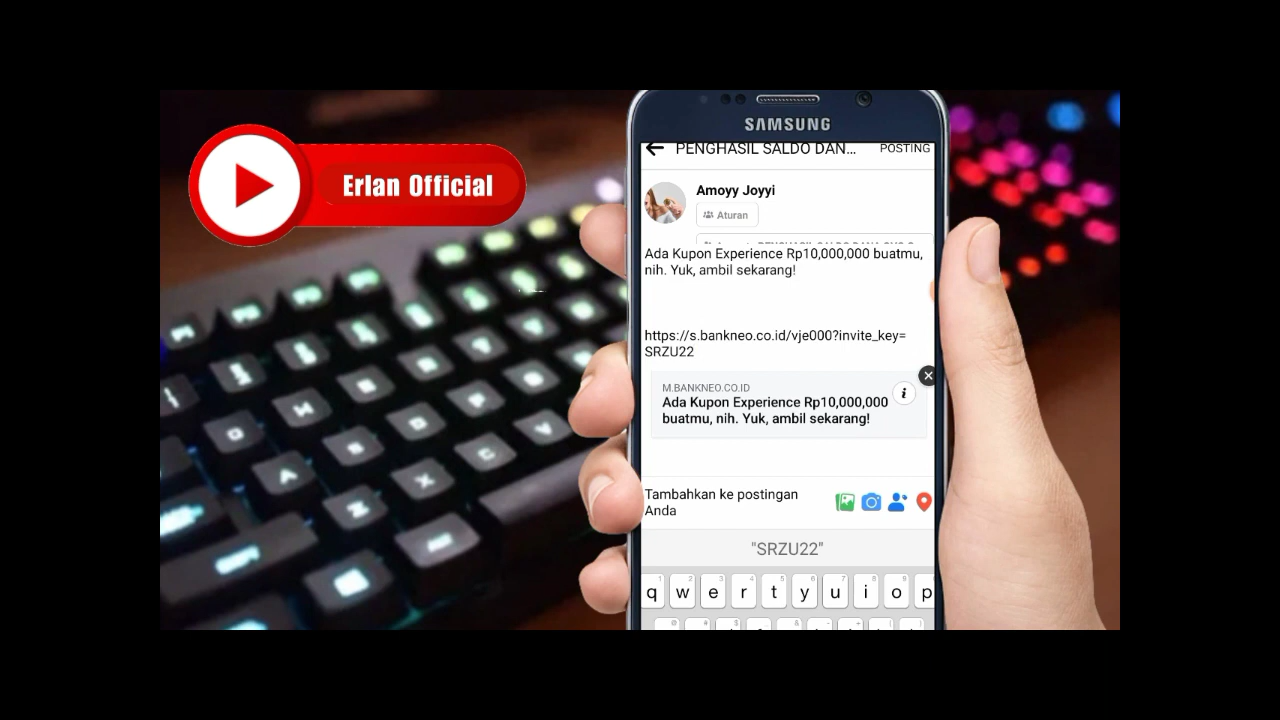 Erlan Official
SAMSUNG
PENGHASIL SALDO DAN...
POSTING
Amoyy Joyyi
Aturan
Ada Kupon Experience Rp10,000,000 buatmu,
nih. Yuk, ambil sekarang!
https://s.bankneo.co.id/vje000?invite_key=
SRZU22
M.BANKNEO.CO.ID
Ada Kupon Experience Rp10,000,000
buatmu, nih. Yuk, ambil sekarang!
Tambahkan ke postingan
Anda
"SRZU22"
q w e r t y u i o p